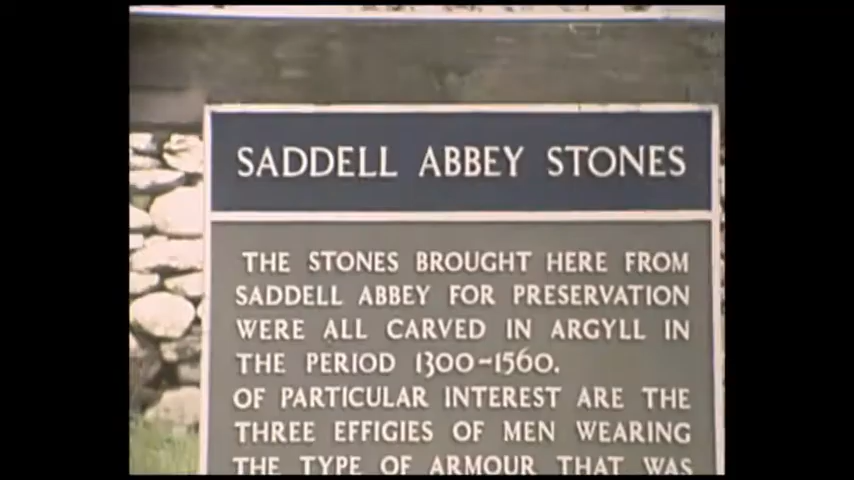 SADDELL ABBEY STONES
THE STONES BROUGHT HERE FROM
SADDELL ABBEY FOR PRESERVATION
WERE ALL CARVED IN ARGYLL IN
THE PERIOD 1300-1560.
OF PARTICULAR INTEREST ARE THE
THREE EFFIGIES OF MEN WEARING
THE TYPE OF ARMOUR THAT WAS